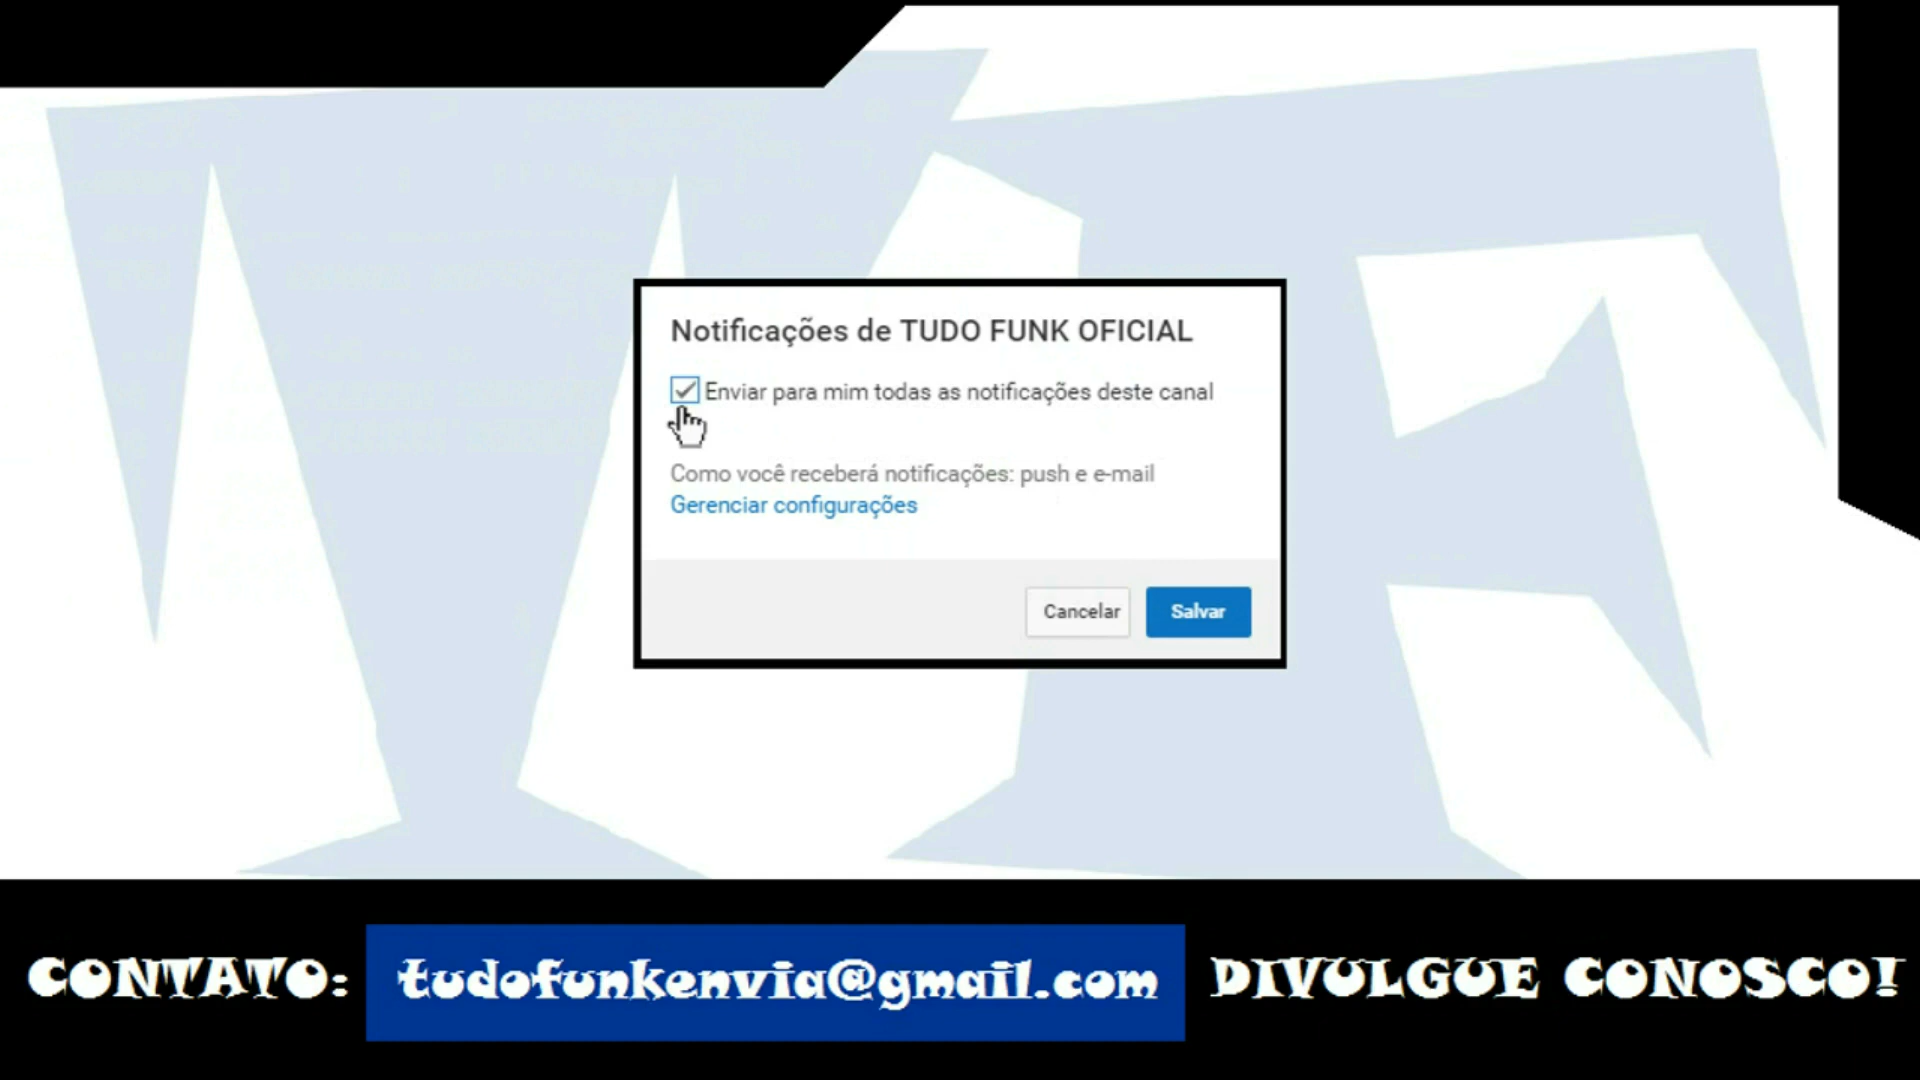 Notificações de TUDO FUNK OFICIAL
Enviar para mim todas as notificações deste canal
Como você receberá notificações: push e e-mail
Gerenciar configurações
Cancelar Salvar
CONTATO: tudofunkenvia@gmail.com DIVULGUE CONOSCO!